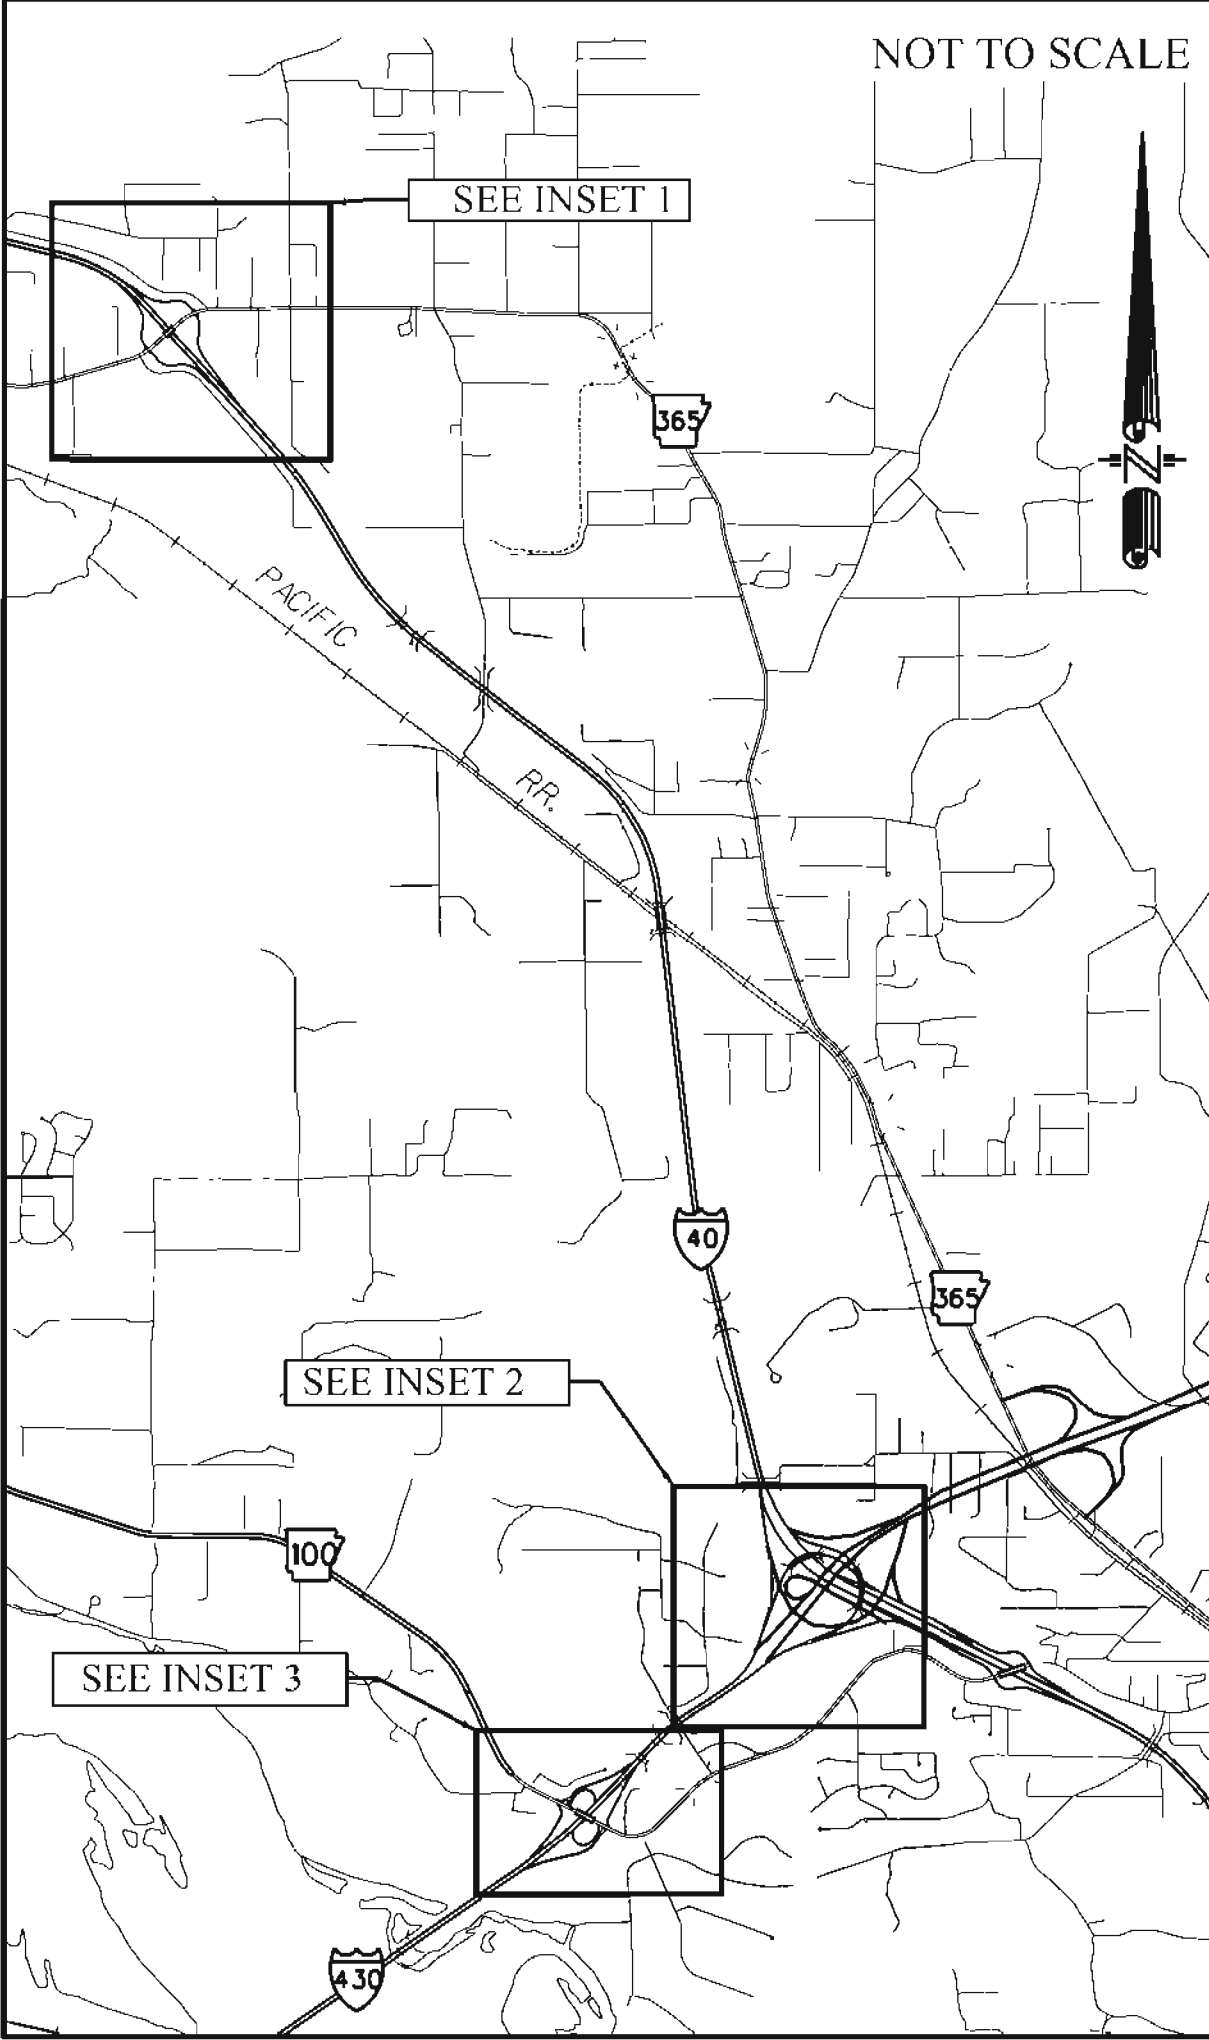 NOT TO SCALE
SEE INSET 1
365
N
PACIFIC
RR.
40
365
SEE INSET 2
100
SEE INSET 3
430